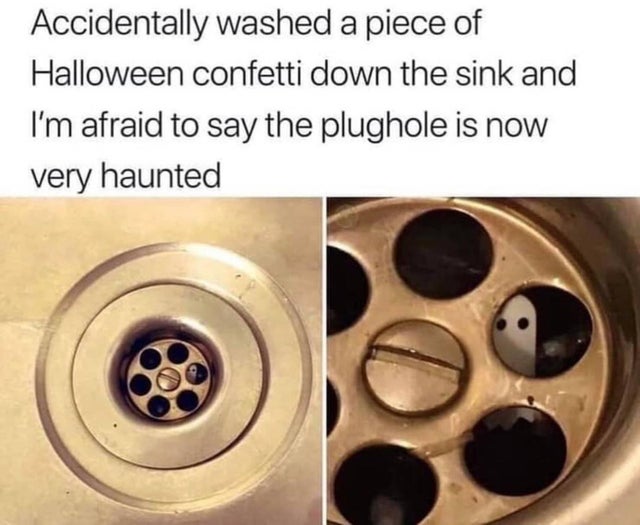 Accidentally washed a piece of
Halloween confetti down the sink and
I'm afraid to say the plughole is now
very haunted